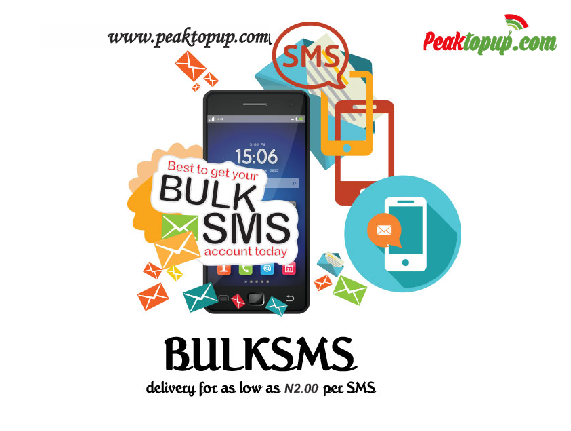 www.peaktopup.com
Peaktopup.com
SMS
15:06
Best to get your
BULK
SMS
account today
BULKSMS
delivery for as low as N2.00 per SMS